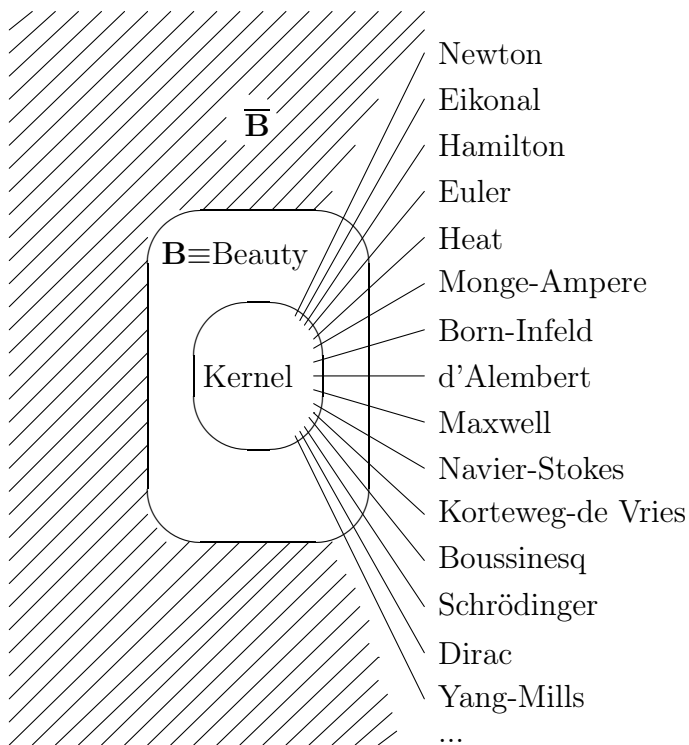 Newton
Eikonal
B̅
Hamilton
Euler
Heat
B≡Beauty
Monge-Ampere
Born-Infeld
Kernel
d'Alembert
Maxwell
Navier-Stokes
Korteweg-de Vries
Boussinesq
Schrödinger
Dirac
Yang-Mills
...